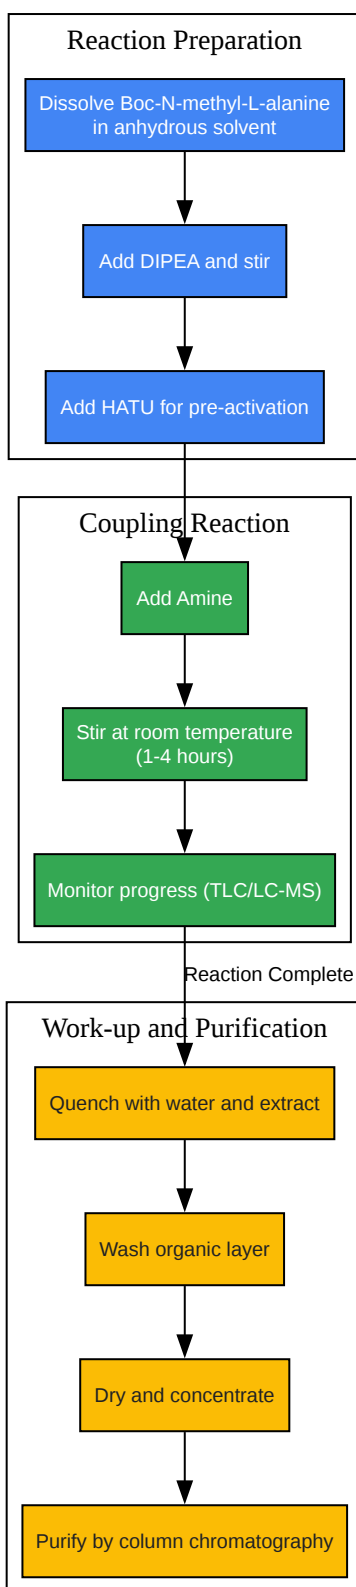 Reaction Preparation
Dissolve Boc-N-methyl-L-alanine
in anhydrous solvent
Add DIPEA and stir
Add HATU for pre-activation
Coupling Reaction
Add Amine
Stir at room temperature
(1-4 hours)
Monitor progress (TLC/LC-MS)
Reaction Complete
Work-up and Purification
Quench with water and extract
Wash organic layer
Dry and concentrate
Purify by column chromatography